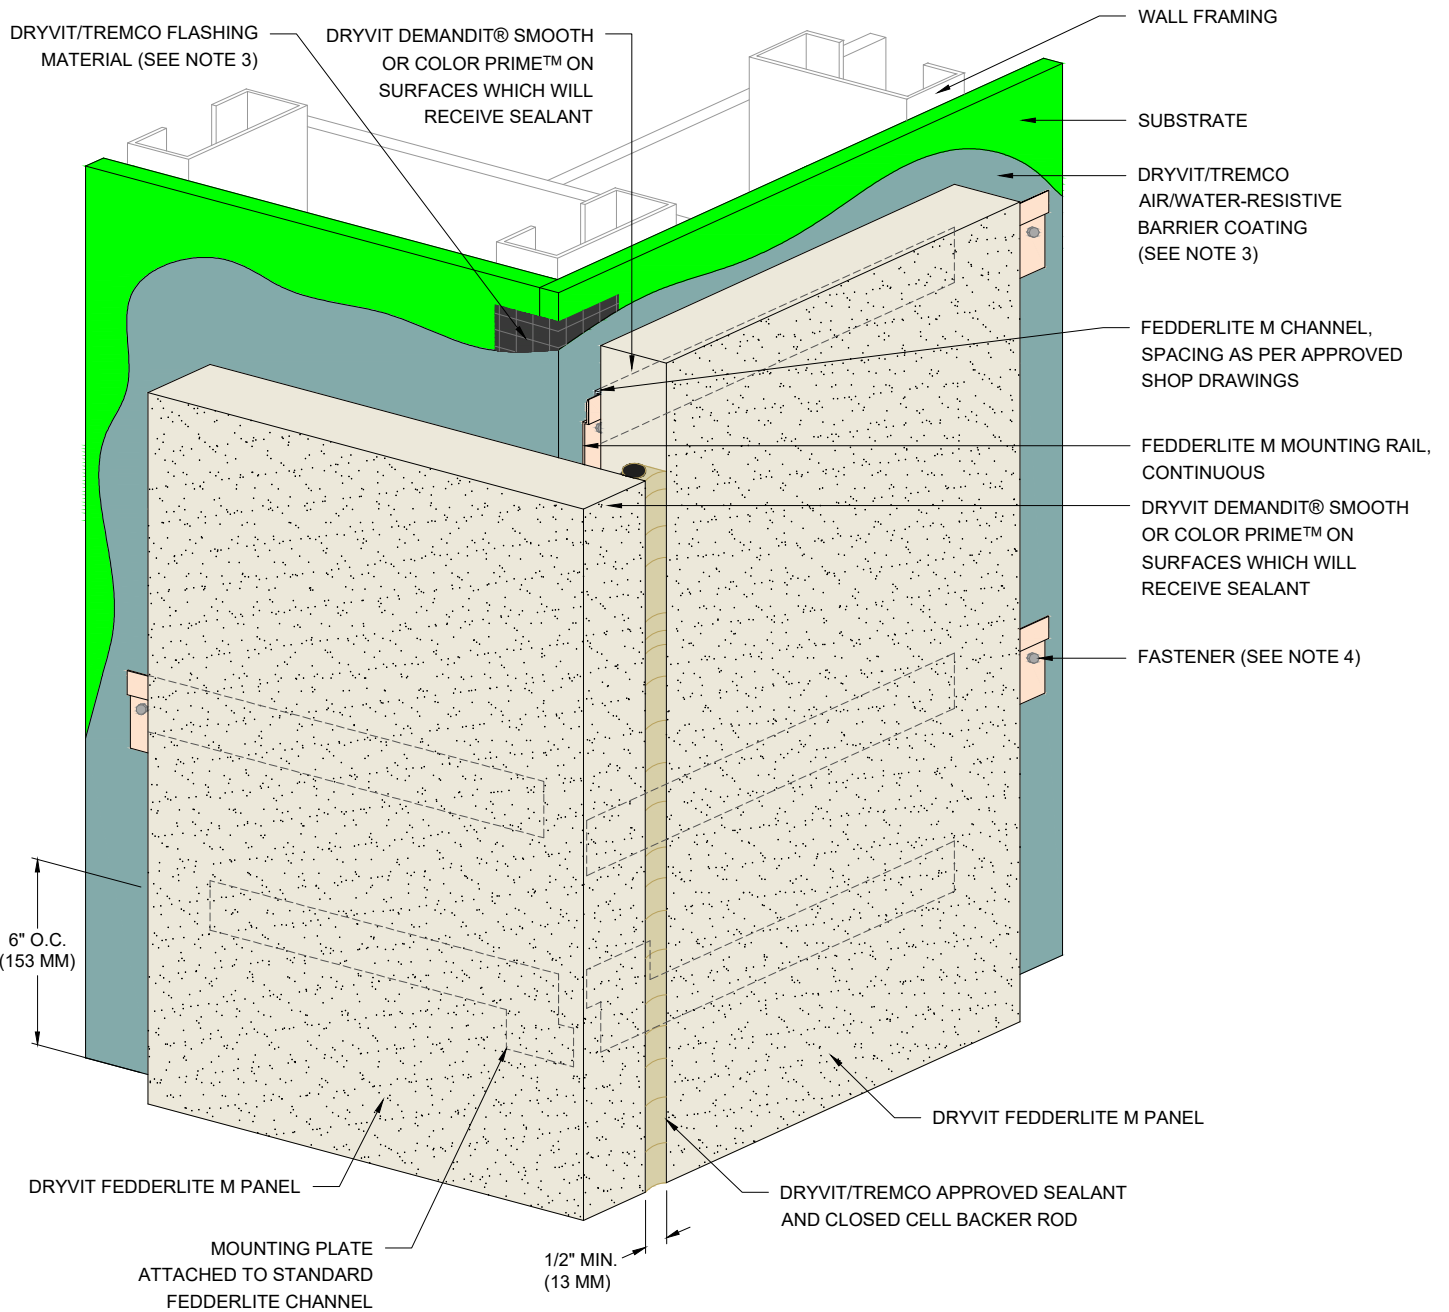 DRYVIT/TREMCO FLASHING
MATERIAL (SEE NOTE 3)
DRYVIT DEMANDIT® SMOOTH
OR COLOR PRIME™ ON
SURFACES WHICH WILL
RECEIVE SEALANT
WALL FRAMING
SUBSTRATE
DRYVIT/TREMCO
AIR/WATER-RESISTIVE
BARRIER COATING
(SEE NOTE 3)
FEDDERLITE M CHANNEL,
SPACING AS PER APPROVED
SHOP DRAWINGS
FEDDERLITE M MOUNTING RAIL,
CONTINUOUS
DRYVIT DEMANDIT® SMOOTH
OR COLOR PRIME™ ON
SURFACES WHICH WILL
RECEIVE SEALANT
FASTENER (SEE NOTE 4)
6" O.C.
(153 MM)
DRYVIT FEDDERLITE M PANEL
DRYVIT FEDDERLITE M PANEL
DRYVIT/TREMCO APPROVED SEALANT
AND CLOSED CELL BACKER ROD
MOUNTING PLATE
ATTACHED TO STANDARD
FEDDERLITE CHANNEL
1/2" MIN.
(13 MM)